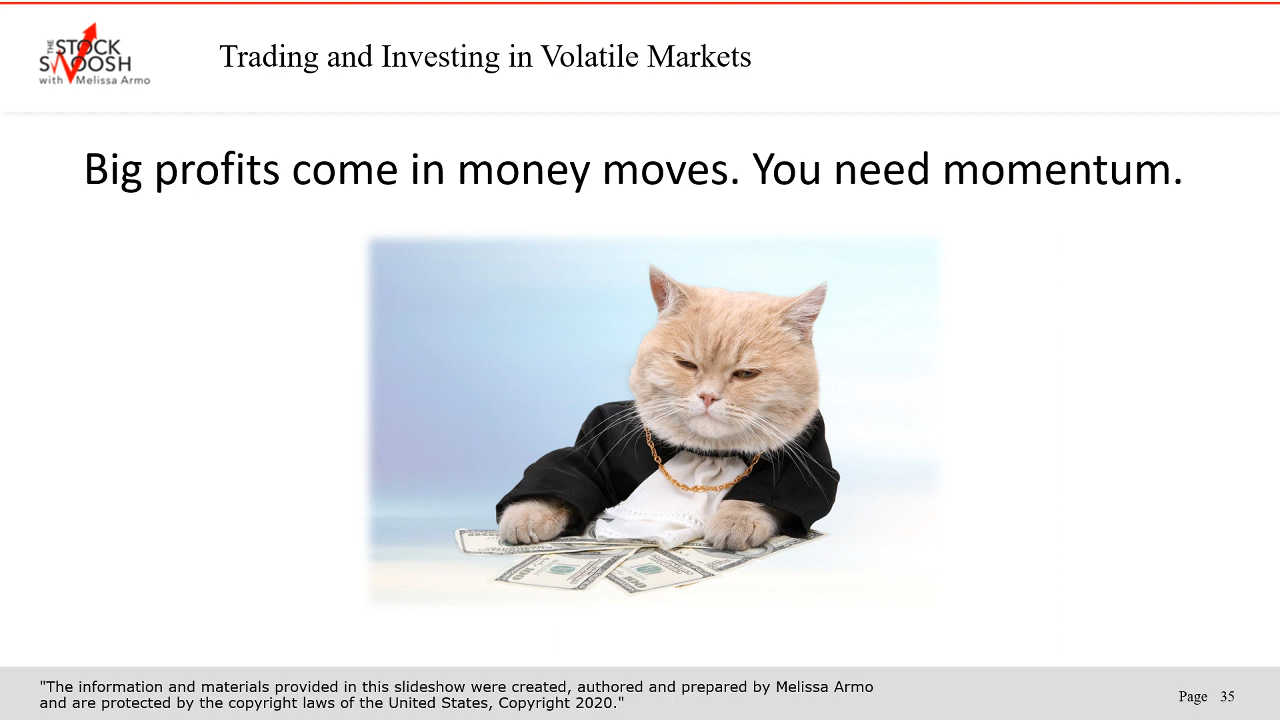 THE
STOCK
SWOOSH
with Melissa Armo
Trading and Investing in Volatile Markets
Big profits come in money moves. You need momentum.
"The information and materials provided in this slideshow were created, authored and prepared by Melissa Armo
and are protected by the copyright laws of the United States, Copyright 2020."
Page 35